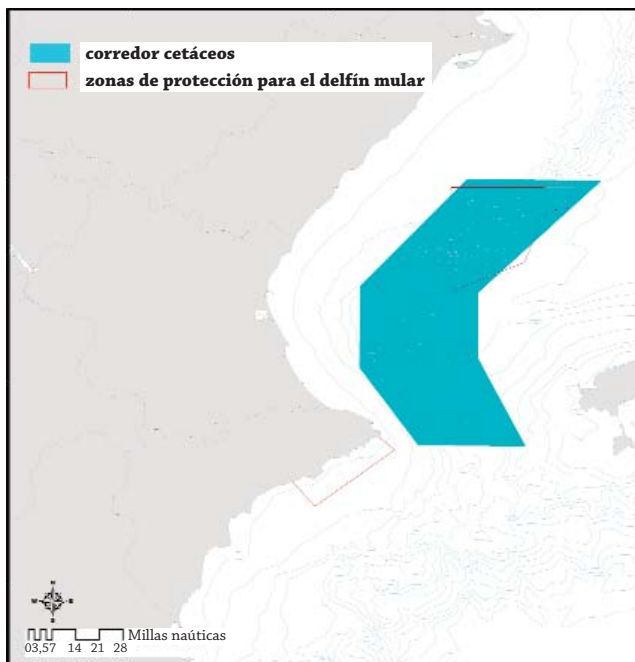 corredor cetáceos
zonas de protección para el delfín mular
N
W E
S
Millas naúticas
03,57 14 21 28